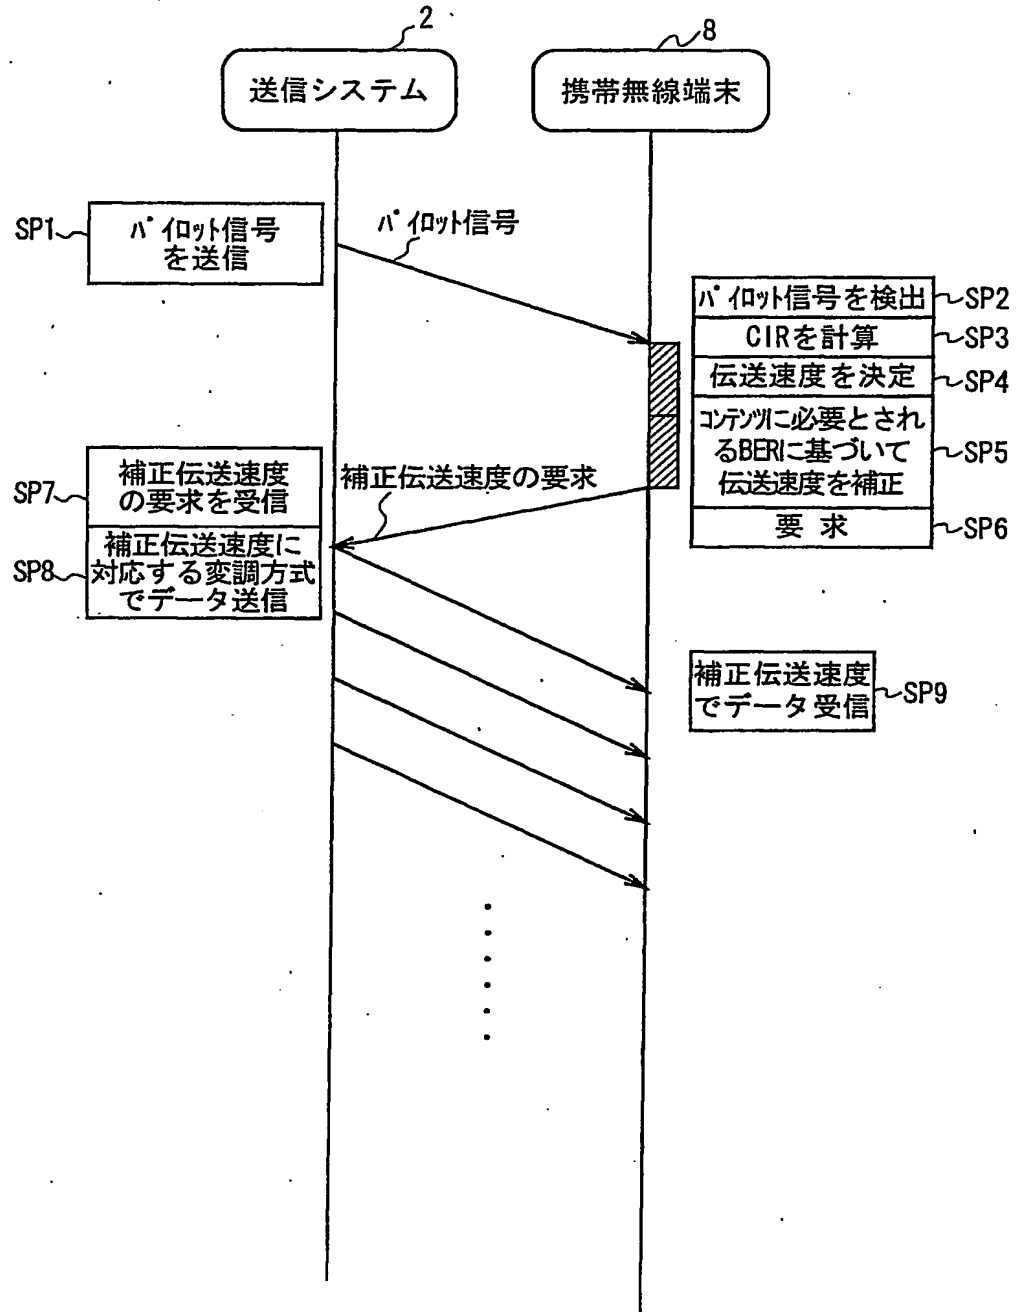 2
8
送信システム
携帯無線端末
SP1
パイロット信号
を送信
パイロット信号
パイロット信号を検出
SP2
CIRを計算
SP3
伝送速度を決定
SP4
コンテンツに必要とされ
るBERに基づいて
伝送速度を補正
SP5
要求
SP6
SP7
補正伝送速度
の要求を受信
補正伝送速度の要求
SP8
補正伝送速度に
対応する変調方式
でデータ送信
補正伝送速度
でデータ受信
SP9